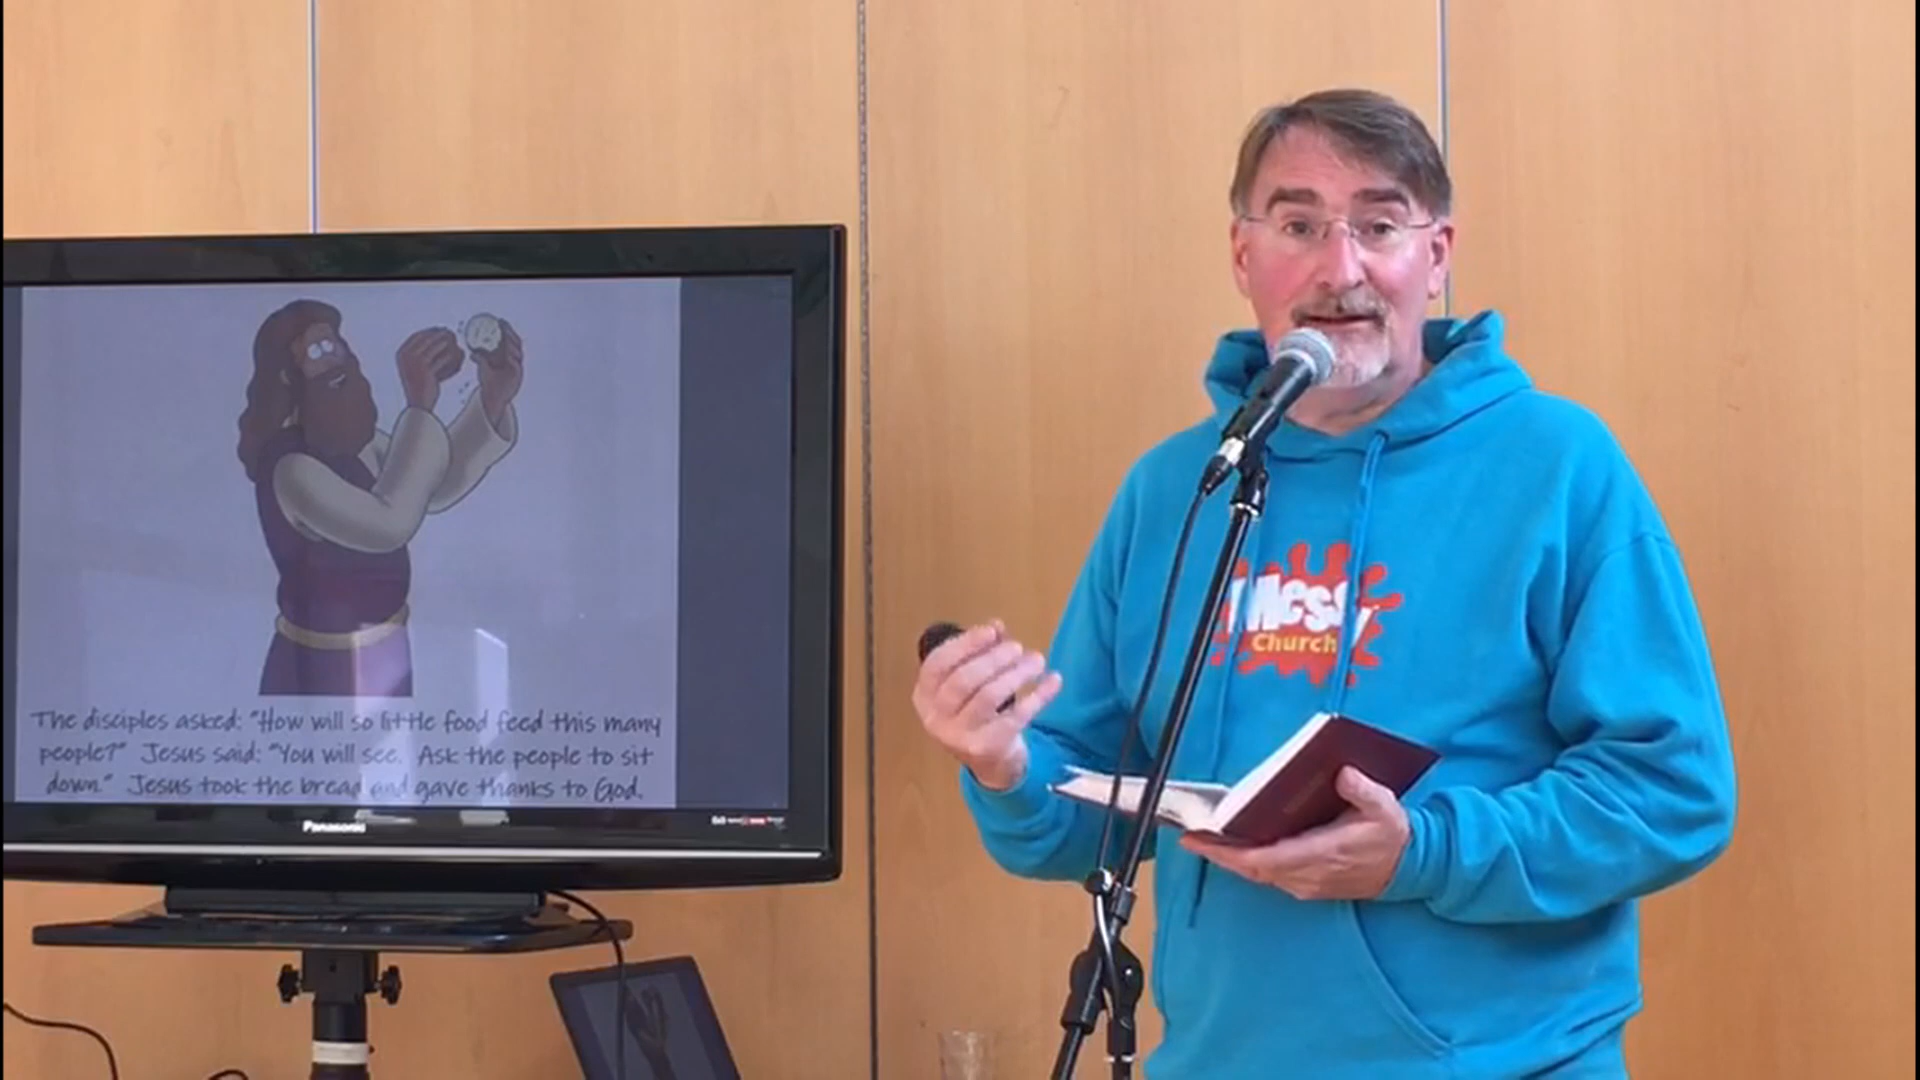 The disciples asked: "How will so little food feed this many
people?" Jesus said: "You will see. Ask the people to sit
down." Jesus took the bread and gave thanks to God.
Panasonic
Messy
Church